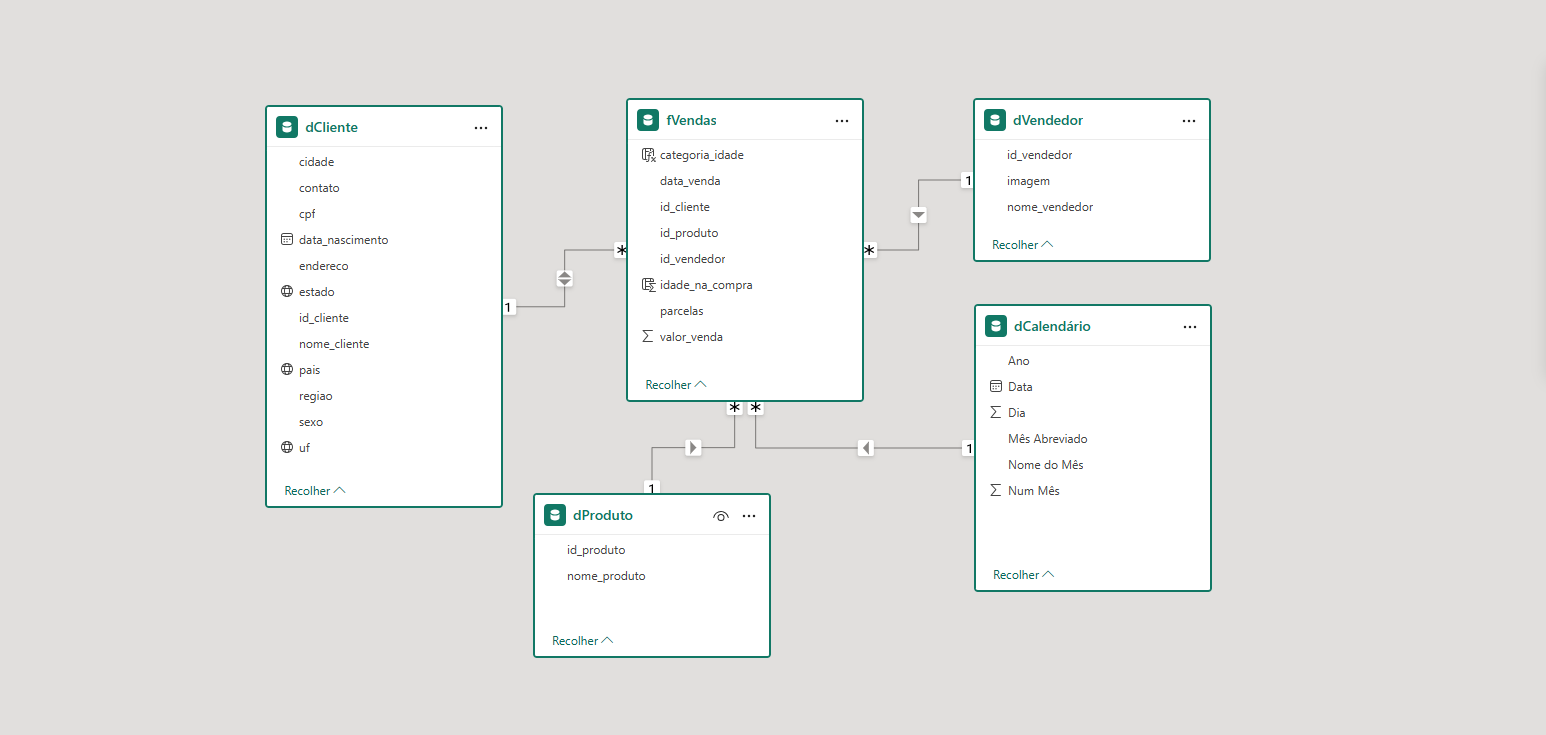 dCliente
cidade
contato
cpf
data_nascimento
endereco
estado
id_cliente
nome_cliente
pais
regiao
sexo
uf
Recolher
1
*
fVendas
categoria_idade
data_venda
id_cliente
id_produto
id_vendedor
idade_na_compra
parcelas
valor_venda
Recolher
*
1
dVendedor
id_vendedor
imagem
nome_vendedor
Recolher
dCalendário
Ano
Data
Dia
Mês Abreviado
Nome do Mês
Num Mês
Recolher
* *
1
1
dProduto
id_produto
nome_produto
Recolher